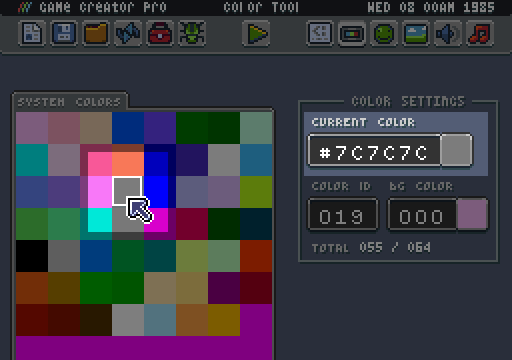 Game Creator Pro
Color Tool
Wed 08 00AM 1985
SYSTEM COLORS
COLOR SETTINGS
CURRENT COLOR
#7C7C7C
COLOR ID
BG COLOR
019
000
TOTAL 055 / 064